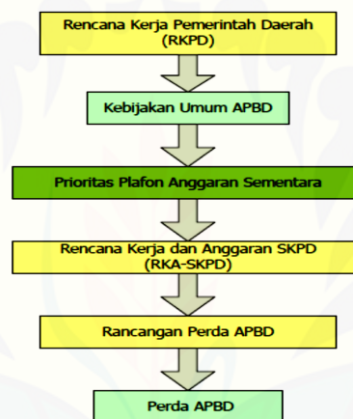 Rencana Kerja Pemerintah Daerah
(RKPD)
Kebijakan Umum APBD
Prioritas Plafon Anggaran Sementara
Rencana Kerja dan Anggaran SKPD
(RKA-SKPD)
Rancangan Perda APBD
Perda APBD